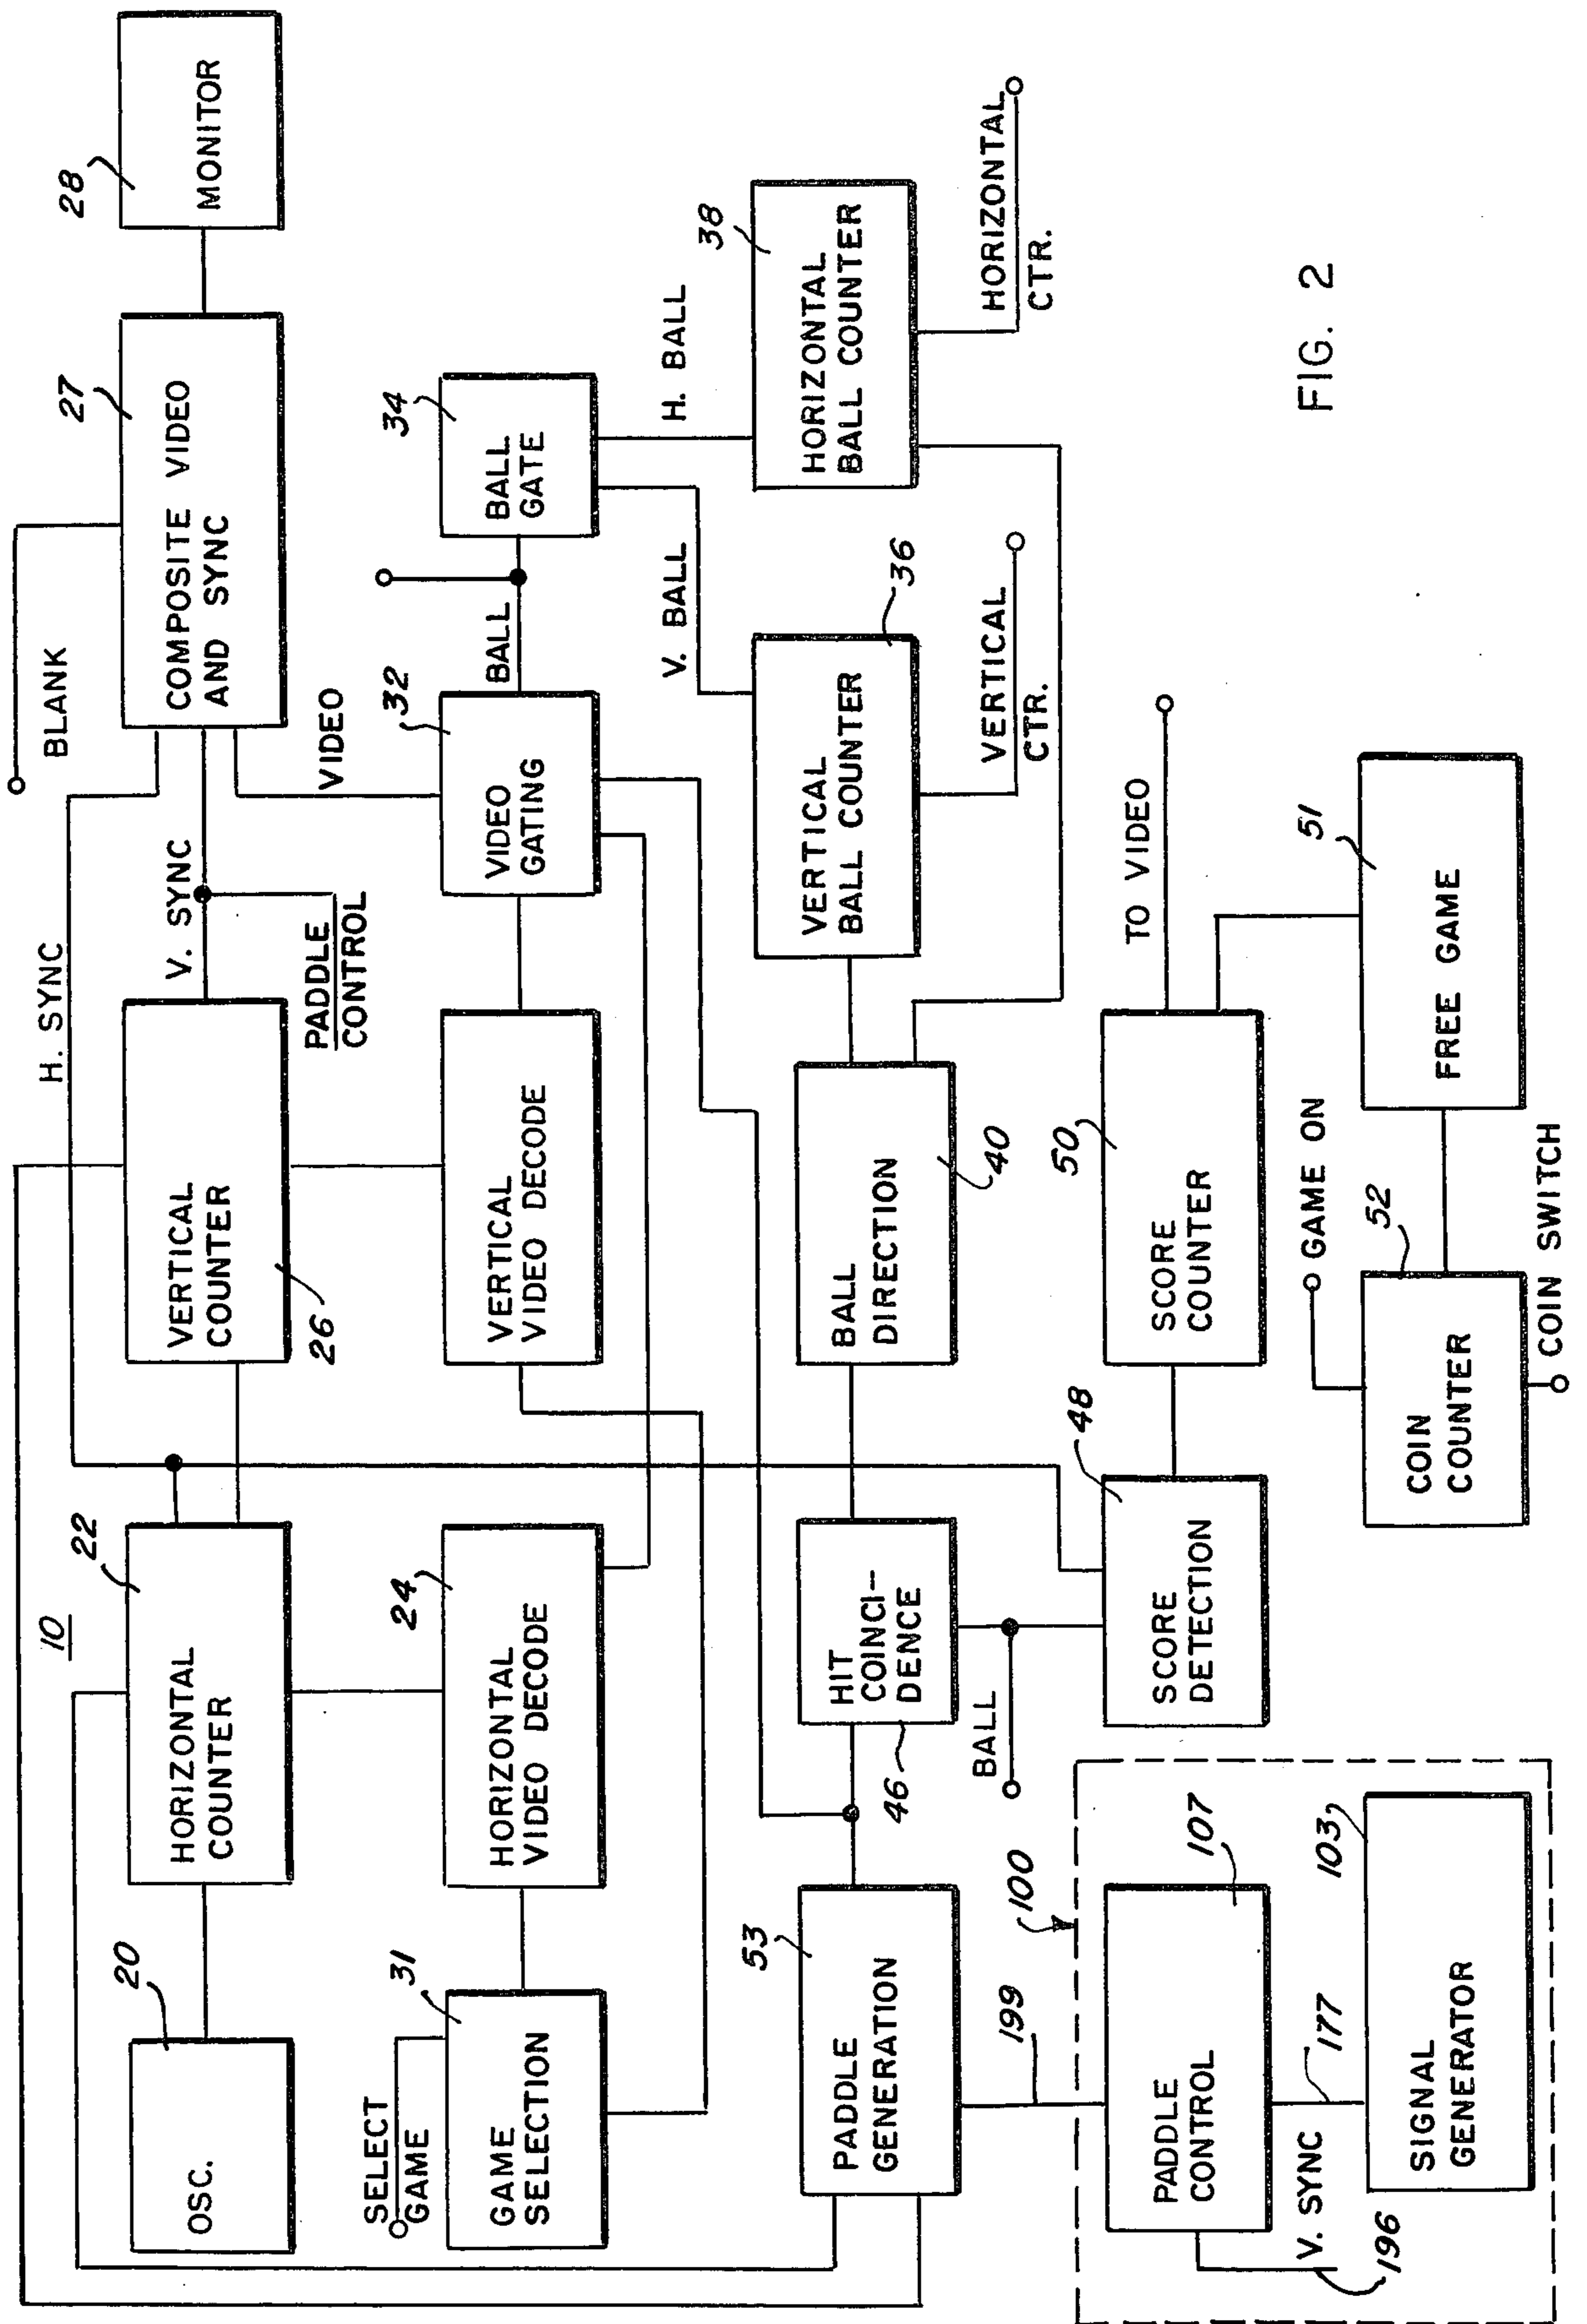 10
20
OSC.
22
HORIZONTAL
COUNTER
H. SYNC
26
VERTICAL
COUNTER
V. SYNC
PADDLE
CONTROL
BLANK
27
COMPOSITE VIDEO
AND SYNC
28
MONITOR
SELECT
GAME
31
GAME
SELECTION
24
HORIZONTAL
VIDEO DECODE
VERTICAL
VIDEO DECODE
VIDEO
32
VIDEO
GATING
BALL
34
BALL
GATE
V. BALL
H. BALL
53
PADDLE
GENERATION
46
HIT
COINCI-
DENCE
40
BALL
DIRECTION
36
VERTICAL
BALL COUNTER
VERTICAL
CTR.
38
HORIZONTAL
BALL COUNTER
HORIZONTAL
CTR.
199
100
107
PADDLE
CONTROL
V. SYNC
196
177
103
SIGNAL
GENERATOR
BALL
48
SCORE
DETECTION
50
SCORE
COUNTER
TO VIDEO
GAME ON
52
COIN
COUNTER
COIN SWITCH
51
FREE GAME
FIG. 2